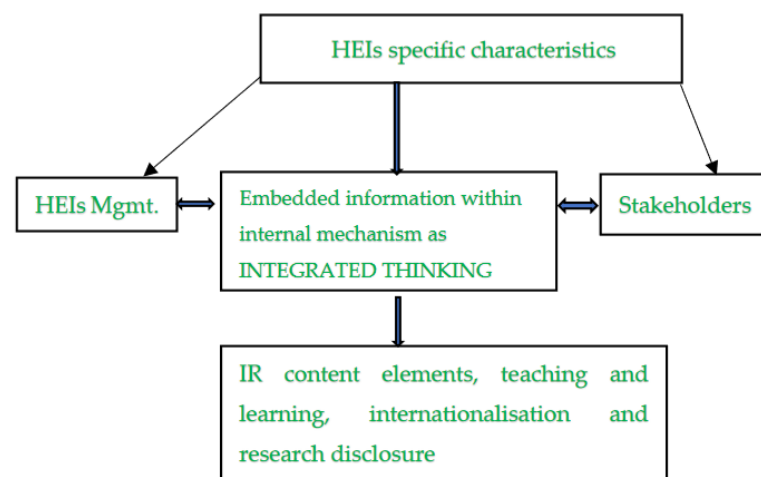 HEIs specific characteristics
HEIs Mgmt.
Embedded information within
internal mechanism as
INTEGRATED THINKING
Stakeholders
IR content elements, teaching and
learning, internationalisation and
research disclosure